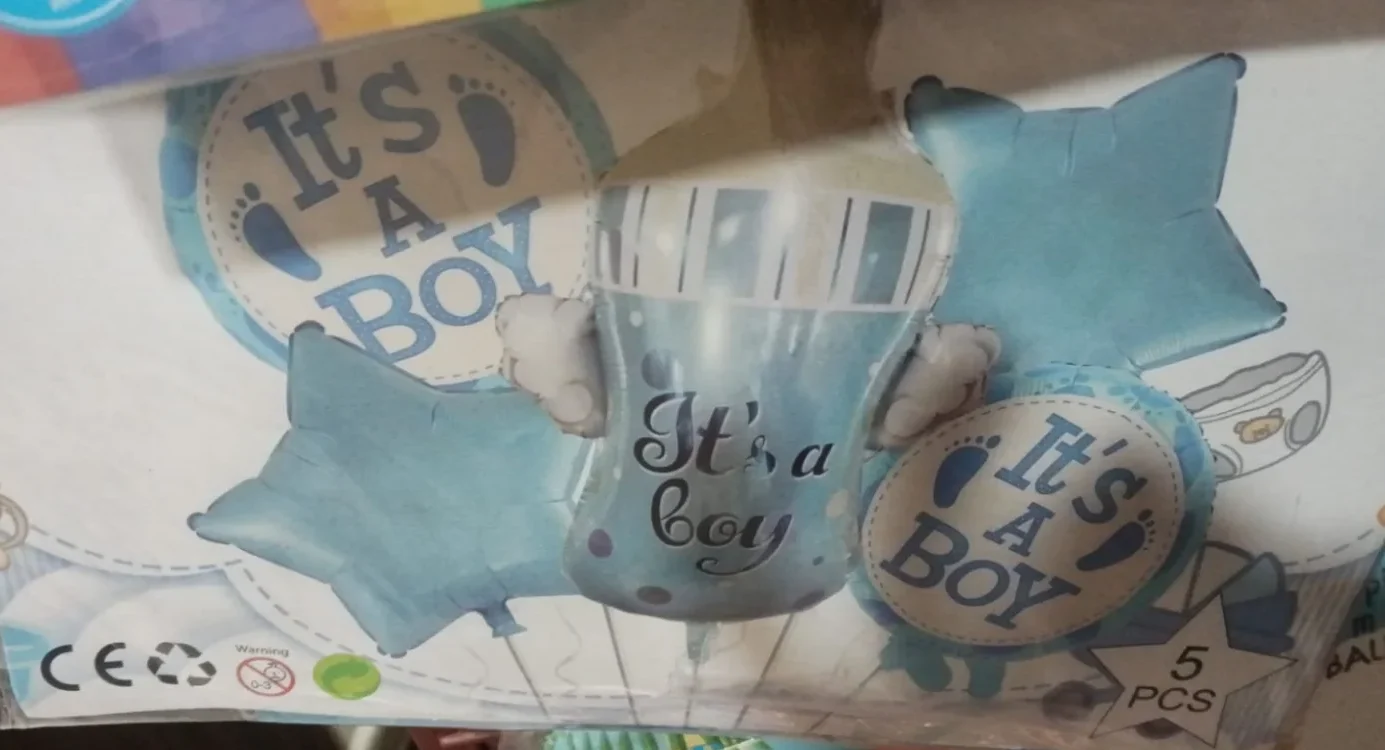 It's
A
BOY
It's a
boy
It's
A
BOY
CE
Warning
0-3
5
PCS